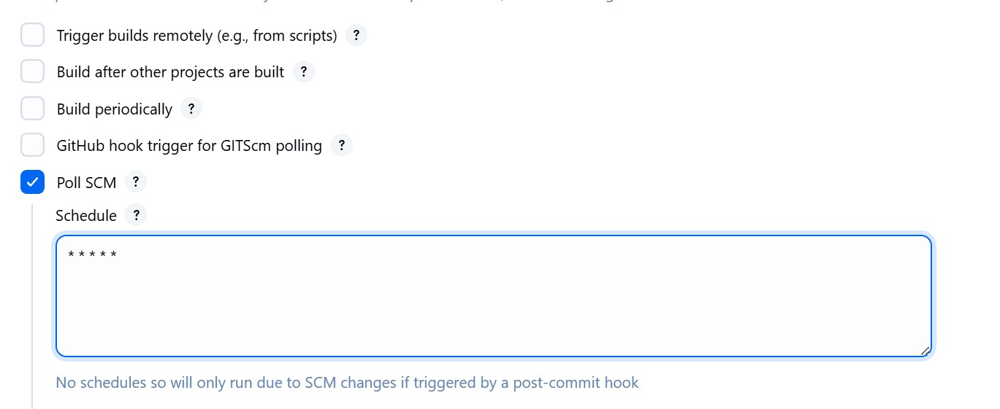 Trigger builds remotely (e.g., from scripts) ?
Build after other projects are built ?
Build periodically ?
GitHub hook trigger for GITScm polling ?
Poll SCM ?
Schedule ?
* * * * *
No schedules so will only run due to SCM changes if triggered by a post-commit hook